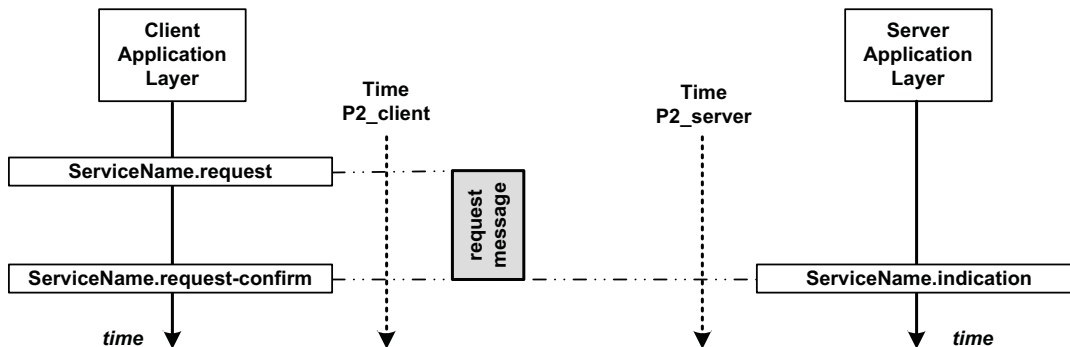 Client
Application
Layer
Server
Application
Layer
Time
P2_client
Time
P2_server
ServiceName.request
request
message
ServiceName.request-confirm
ServiceName.indication
time
time